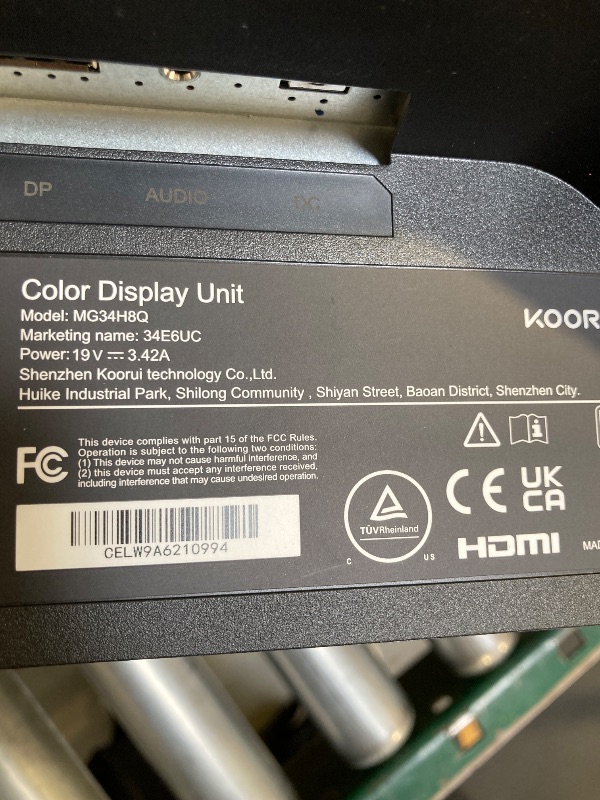 DP AUDIO DC
Color Display Unit
Model: MG34H8Q
KOOR
Marketing name: 34E6UC
Power: 19V ⎓ 3.42A
Shenzhen Koorui technology Co.,Ltd.
Huike Industrial Park, Shilong Community , Shiyan Street, Baoan District, Shenzhen City.
FC
This device complies with part 15 of the FCC Rules.
Operation is subject to the following two conditions:
(1) This device may not cause harmful interference, and
(2) this device must accept any interference received,
including interference that may cause undesired operation.
CELW9A6210994
TÜVRheinland
C US
CE
UK
CA
HDMI
MAD